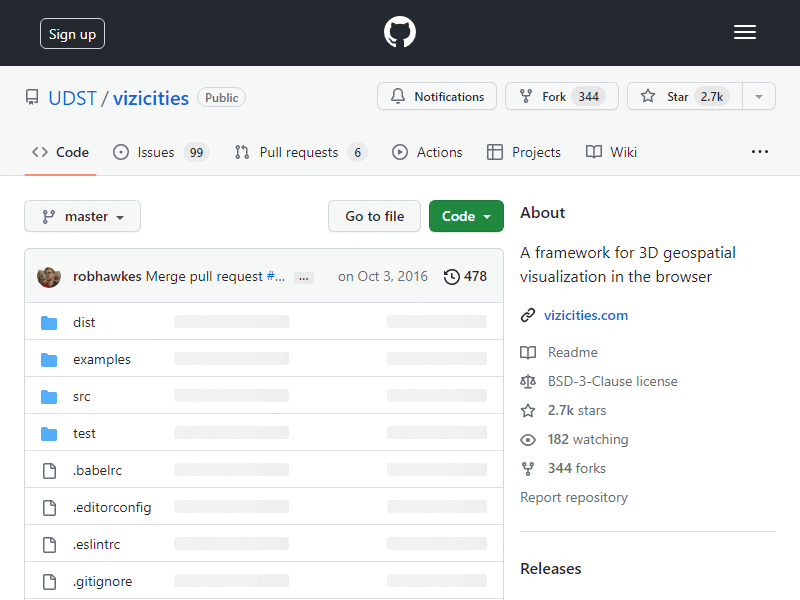 Sign up
UDST / vizicities Public
Notifications Fork 344 Star 2.7k
Code Issues 99 Pull requests 6 Actions Projects Wiki
master Go to file Code
robhawkes Merge pull request #... ... on Oct 3, 2016 478
dist
examples
src
test
.babelrc
.editorconfig
.eslintrc
.gitignore
About
A framework for 3D geospatial
visualization in the browser
vizicities.com
Readme
BSD-3-Clause license
2.7k stars
182 watching
344 forks
Report repository
Releases